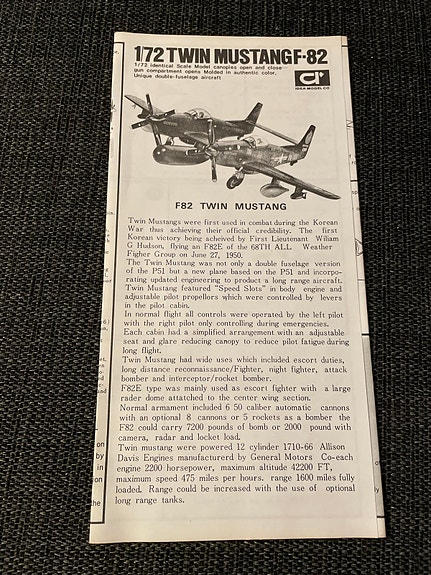 1/72 TWIN MUSTANG F-82
1/72 identical Scale Model canopies open and close
gun compartment opens Molded in authentic color,
Unique double-fuselage aircraft
IDEA MODEL CO
F82 TWIN MUSTANG
Twin Mustangs were first used in combat during the Korean
War thus achieving their official credibility. The first
Korean victory being acheived by First Lieutenant Wiliam
G Hudson, flying an F82E of the 68TH ALL Weather
Figher Group on June 27, 1950.
The Twin Mustang was not only a double fuselage version
of the P51 but a new plane based on the P51 and incorpo-
rating updated engineering to product a long range aircraft.
Twin Mustang featured "Speed Slots" in body engine and
adjustable pilot propellors which were controlled by levers
in the pilot cabin.
In normal flight all controls were operated by the left pilot
with the right pilot only controlling during emergencies.
Each cabin had a simplified arrangement with an adjustable
seat and glare reducing canopy to reduce pilot fatigue during
long flight.
Twin Mustang had wide uses which included escort duties,
long distance reconnaissance/Fighter, night fighter, attack
bomber and interceptor/rocket bomber.
F82E type was mainly used as escort fighter with a large
rader dome attatched to the center wing section.
Normal armament included 6 50 caliber automatic cannons
with an optional 8 cannons or 5 rockets as a bomber the
F82 could carry 7200 pounds of bomb or 2000 pound with
camera, radar and locket load.
Twin mustang were powered 12 cylinder 1710-66 Allison
Davis Engines manufacturerd by General Motors Co-each
engine 2200 horsepower, maximum altitude 42200 FT,
maximum speed 475 miles per hours. range 1600 miles fully
loaded. Range could be increased with the use of optional
long range tanks.